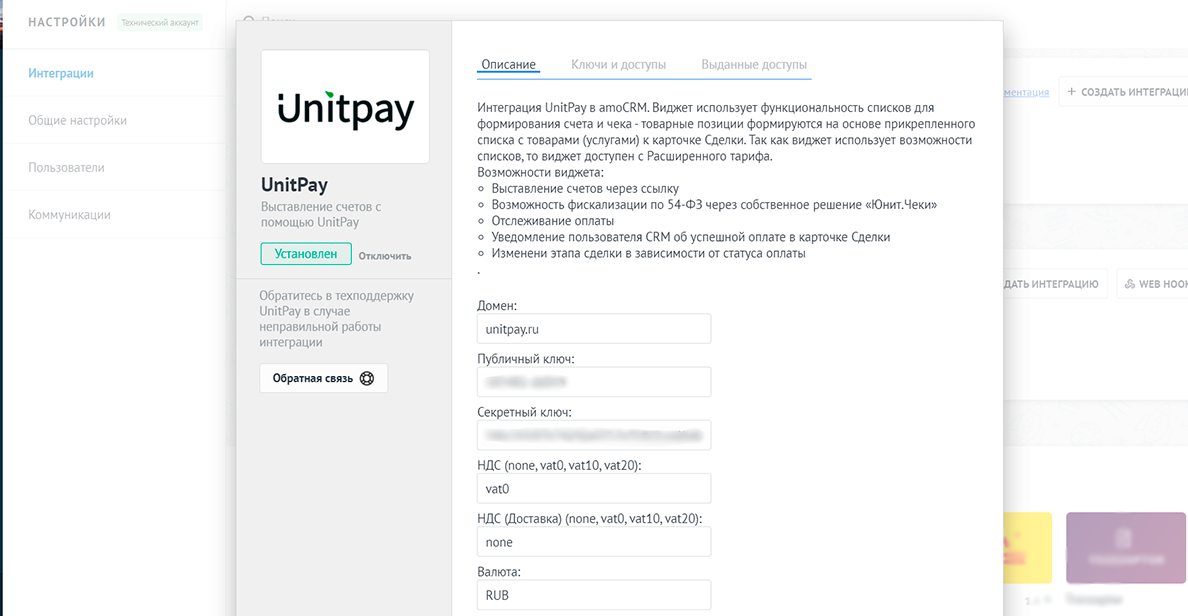 НАСТРОЙКИ
Технический аккаунт
Поиск
Интеграции
Общие настройки
Пользователи
Коммуникации
Unitpay
UnitPay
Выставление счетов с
помощью UnitPay
Установлен
Отключить
Обратитесь в техподдержку
UnitPay в случае
неправильной работы
интеграции
Обратная связь
Описание
Ключи и доступы
Выданные доступы
Интеграция UnitPay в amoCRM. Виджет использует функциональность списков для
формирования счета и чека - товарные позиции формируются на основе прикрепленного
списка с товарами (услугами) к карточке Сделки. Так как виджет использует возможности
списков, то виджет доступен с Расширенного тарифа.
Возможности виджета:
Выставление счетов через ссылку
Возможность фискализации по 54-ФЗ через собственное решение «Юнит.Чеки»
Отслеживание оплаты
Уведомление пользователя CRM об успешной оплате в карточке Сделки
Изменени этапа сделки в зависимости от статуса оплаты
.
Домен:
unitpay.ru
Публичный ключ:
Секретный ключ:
НДС (none, vat0, vat10, vat20):
vat0
НДС (Доставка) (none, vat0, vat10, vat20):
none
Валюта:
RUB
ментация
+ СОЗДАТЬ ИНТЕГРАЦИ
ДАТЬ ИНТЕГРАЦИЮ
WEB HOOK